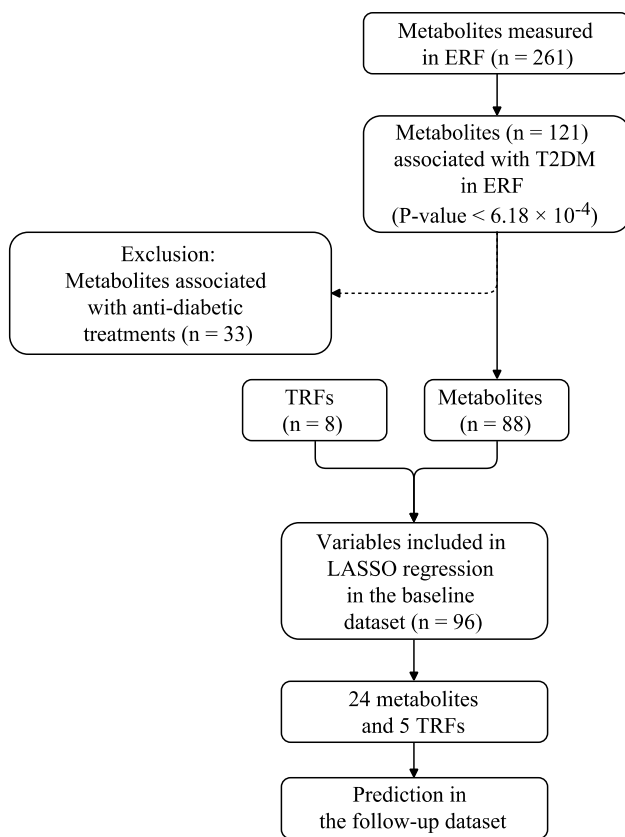 Metabolites measured
in ERF (n = 261)
Metabolites (n = 121)
associated with T2DM
in ERF
(P-value < 6.18 × 10⁻⁴)
Exclusion:
Metabolites associated
with anti-diabetic
treatments (n = 33)
TRFs
(n = 8)
Metabolites
(n = 88)
Variables included in
LASSO regression
in the baseline
dataset (n = 96)
24 metabolites
and 5 TRFs
Prediction in
the follow-up dataset